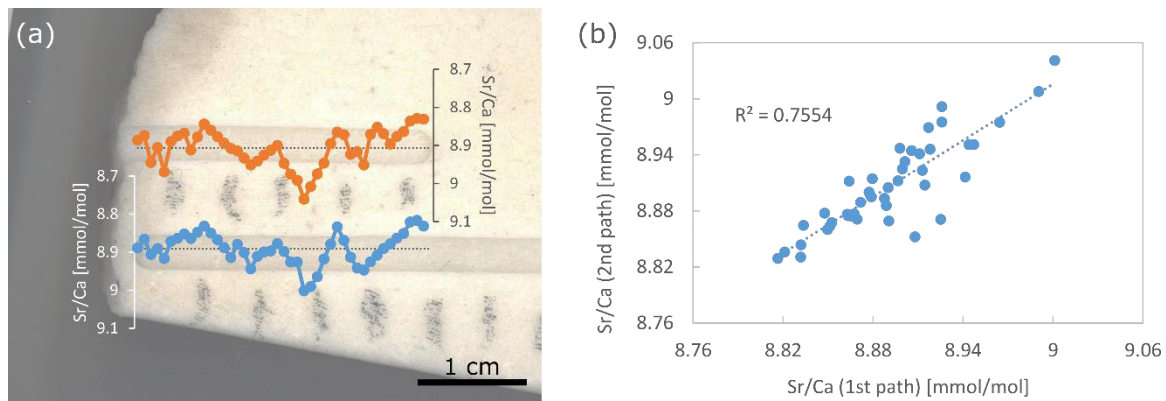 (a)
8.7
8.8
8.9
9
9.1
Sr/Ca [mmol/mol]
8.7
8.8
8.9
9
9.1
Sr/Ca [mmol/mol]
1 cm
(b)
9.06
9
8.94
8.88
8.82
8.76
Sr/Ca (2nd path) [mmol/mol]
R² = 0.7554
8.76 8.82 8.88 8.94 9 9.06
Sr/Ca (1st path) [mmol/mol]